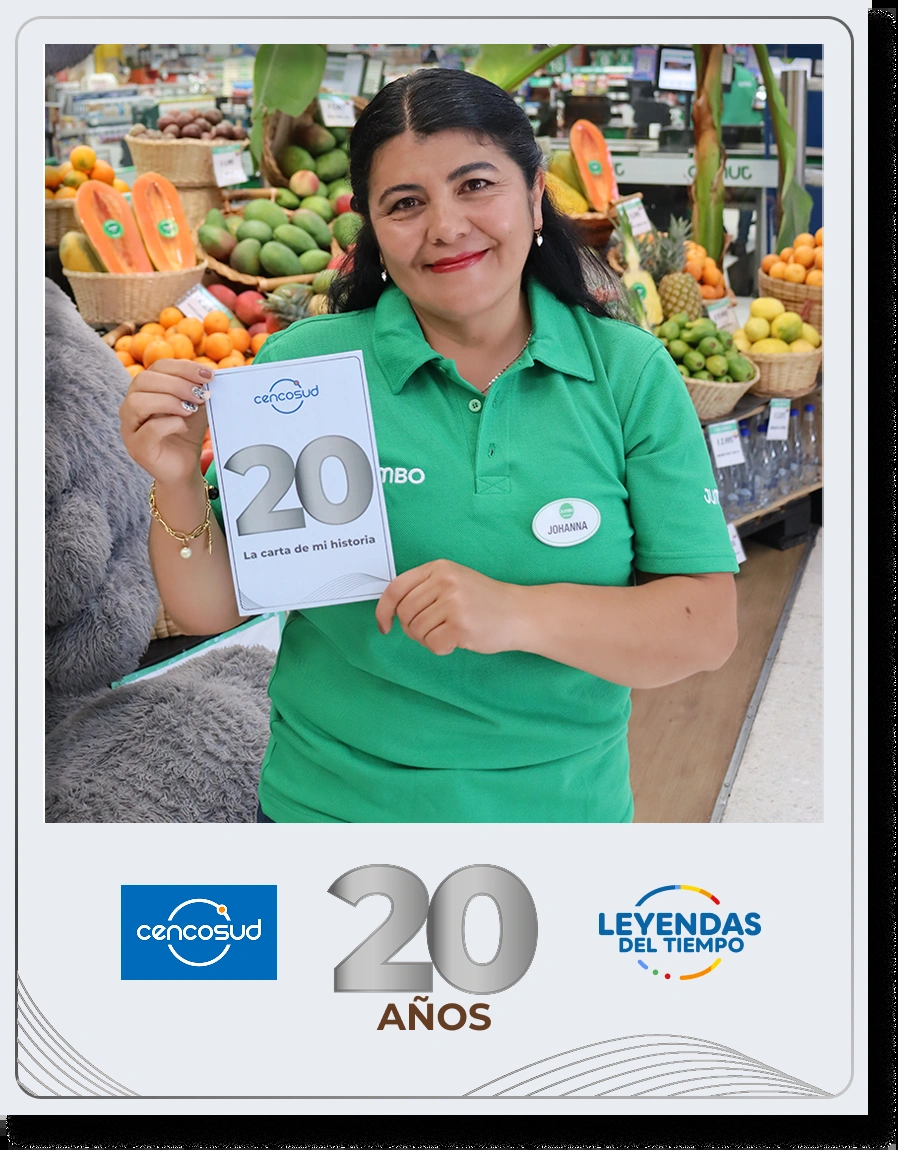 cencosud
20
La carta de mi historia
MBO
JOHANNA
cencosud
20
AÑOS
LEYENDAS
DEL TIEMPO